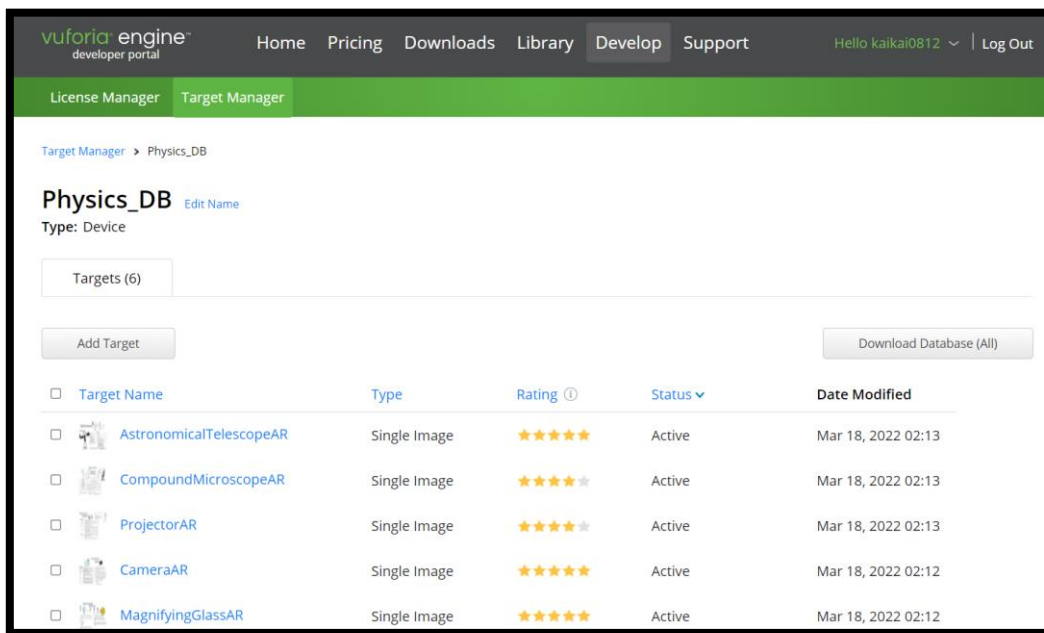 vuforia engine™
developer portal
Home Pricing Downloads Library Develop Support Hello kaikai0812 | Log Out
License Manager Target Manager
Target Manager > Physics_DB
Physics_DB Edit Name
Type: Device
Targets (6)
Add Target Download Database (All)
Target Name Type Rating Status Date Modified
AstronomicalTelescopeAR Single Image Active Mar 18, 2022 02:13
CompoundMicroscopeAR Single Image Active Mar 18, 2022 02:13
ProjectorAR Single Image Active Mar 18, 2022 02:13
CameraAR Single Image Active Mar 18, 2022 02:12
MagnifyingGlassAR Single Image Active Mar 18, 2022 02:12